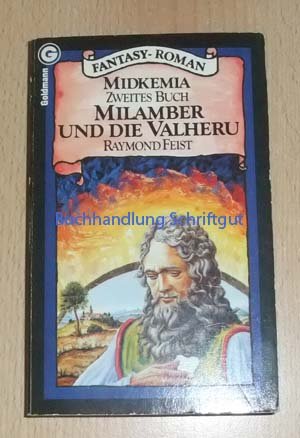 Goldmann
FANTASY-ROMAN
MIDKEMIA
ZWEITES BUCH
MILAMBER
UND DIE VALHERU
RAYMOND FEIST
Buchhandlung Schriftgut